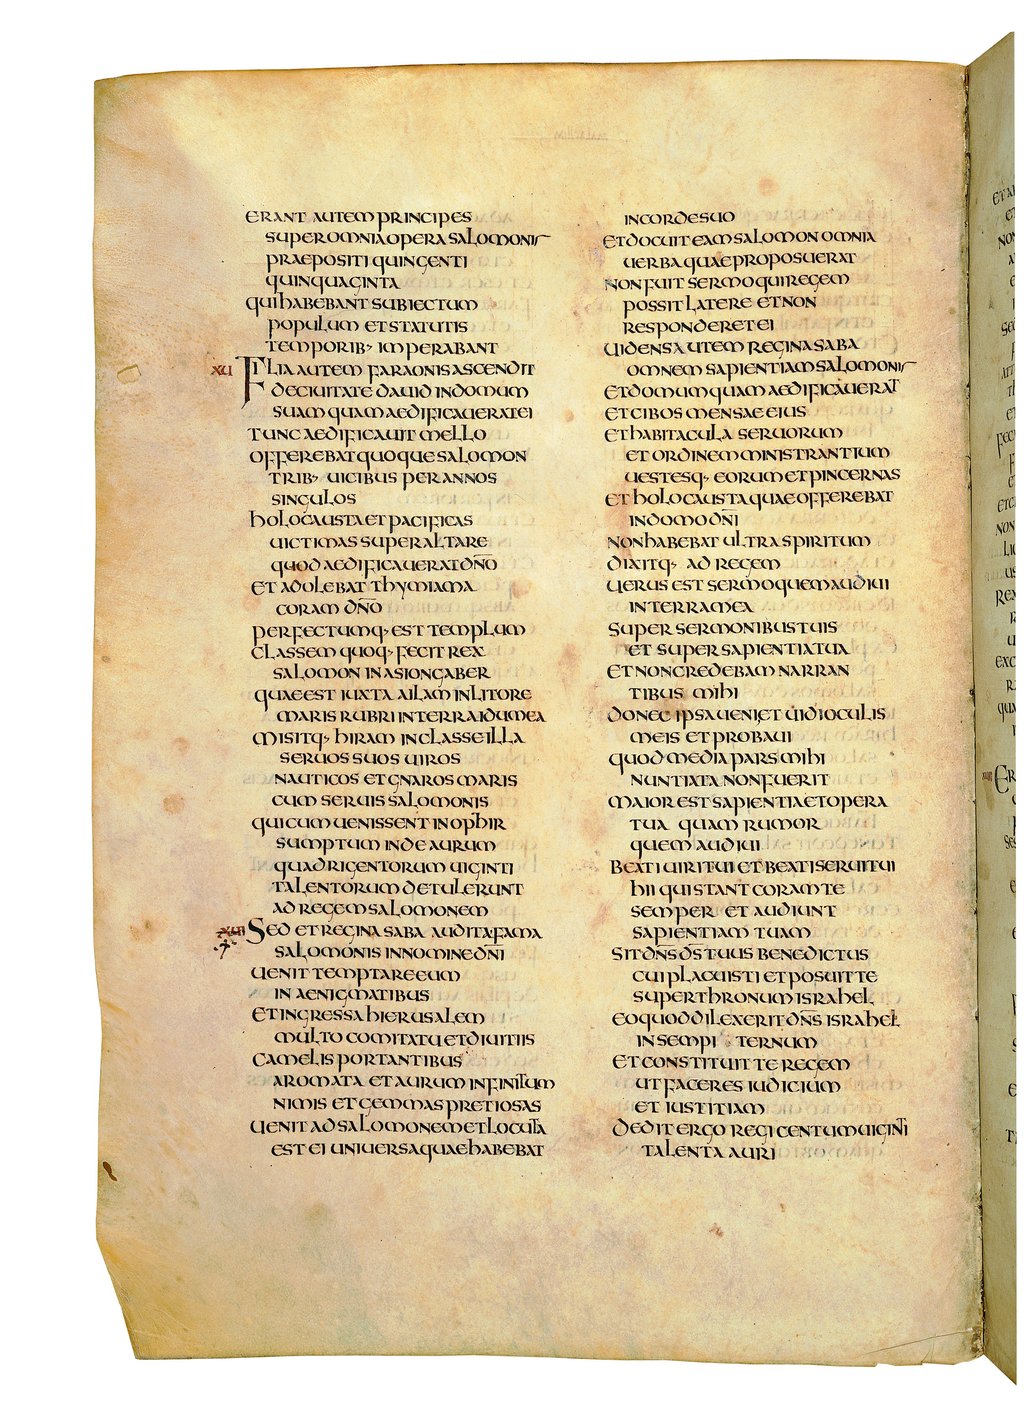 ERANT AUTEM PRINCIPES
SUPER OMNIA OPERA SALOMONIS
PRAEPOSITI QUINGENTI
QUINQUAGINTA
QUI HABEBANT SUBIECTUM
POPULUM ET STATUTIS
TEMPORIB· IMPERABANT
XII FILIA AUTEM FARAONIS ASCENDIT
DE CIUITATE DAUID IN DOMUM
SUAM QUAM AEDIFICAUERAT EI
TUNC AEDIFICAUIT MELLO
OFFEREBAT QUOQUE SALOMON
TRIB· UICIBUS PER ANNOS
SINGULOS
HOLOCAUSTA ET PACIFICAS
UICTIMAS SUPER ALTARE
QUOD AEDIFICAUERAT DÑO
ET ADOLEBAT THYMIAMA
CORAM DÑO
PERFECTUMQ· EST TEMPLUM
CLASSEM QUOQ· FECIT REX
SALOMON IN ASIONGABER
QUAE EST IUXTA AILAM IN LITORE
MARIS RUBRI IN TERRA IDUMEA
MISITQ· HIRAM IN CLASSE ILLA
SERUOS SUOS UIROS
NAUTICOS ET GNAROS MARIS
CUM SERUIS SALOMONIS
QUI CUM UENISSENT IN OPHIR
SUMPTUM INDE AURUM
QUADRIGENTORUM UIGINTI
TALENTORUM DETULERUNT
AD REGEM SALOMONEM
XIII SED ET REGINA SABA AUDITA FAMA
SALOMONIS IN NOMINE DÑI
UENIT TEMPTARE EUM
IN AENIGMATIBUS
ET INGRESSA HIERUSALEM
MULTO COMITATU ET DIUITIIS
CAMELIS PORTANTIBUS
AROMATA ET AURUM INFINITUM
NIMIS ET GEMMAS PRETIOSAS
UENIT AD SALOMONEM ET LOCUTA
EST EI UNIUERSA QUAE HABEBAT
IN CORDE SUO
ET DOCUIT EAM SALOMON OMNIA
UERBA QUAE PROPOSUERAT
NON FUIT SERMO QUI REGEM
POSSIT LATERE ET NON
RESPONDERET EI
UIDENS AUTEM REGINA SABA
OMNEM SAPIENTIAM SALOMONIS
ET DOMUM QUAM AEDIFICAUERAT
ET CIBOS MENSAE EIUS
ET HABITACULA SERUORUM
ET ORDINEM MINISTRANTIUM
UESTESQ· EORUM ET PINCERNAS
ET HOLOCAUSTA QUAE OFFEREBAT
IN DOMO DÑI
NON HABEBAT ULTRA SPIRITUM
DIXITQ· AD REGEM
UERUS EST SERMO QUEM AUDIUI
IN TERRA MEA
SUPER SERMONIBUS TUIS
ET SUPER SAPIENTIA TUA
ET NON CREDEBAM NARRAN
TIBUS MIHI
DONEC IPSA UENI ET UIDI OCULIS
MEIS ET PROBAUI
QUOD MEDIA PARS MIHI
NUNTIATA NON FUERIT
MAIOR EST SAPIENTIA ET OPERA
TUA QUAM RUMOR
QUEM AUDIUI
BEATI UIRI TUI ET BEATI SERUI TUI
HII QUI STANT CORAM TE
SEMPER ET AUDIUNT
SAPIENTIAM TUAM
SIT DÑS DS̄ TUUS BENEDICTUS
CUI PLACUISTI ET POSUIT TE
SUPER THRONUM ISRAHEL
EO QUOD DILEXERIT DÑS ISRAHEL
IN SEMPI TERNUM
ET CONSTITUIT TE REGEM
UT FACERES IUDICIUM
ET IUSTITIAM
DEDIT ERGO REGI CENTUM UIGINTI
TALENTA AURI